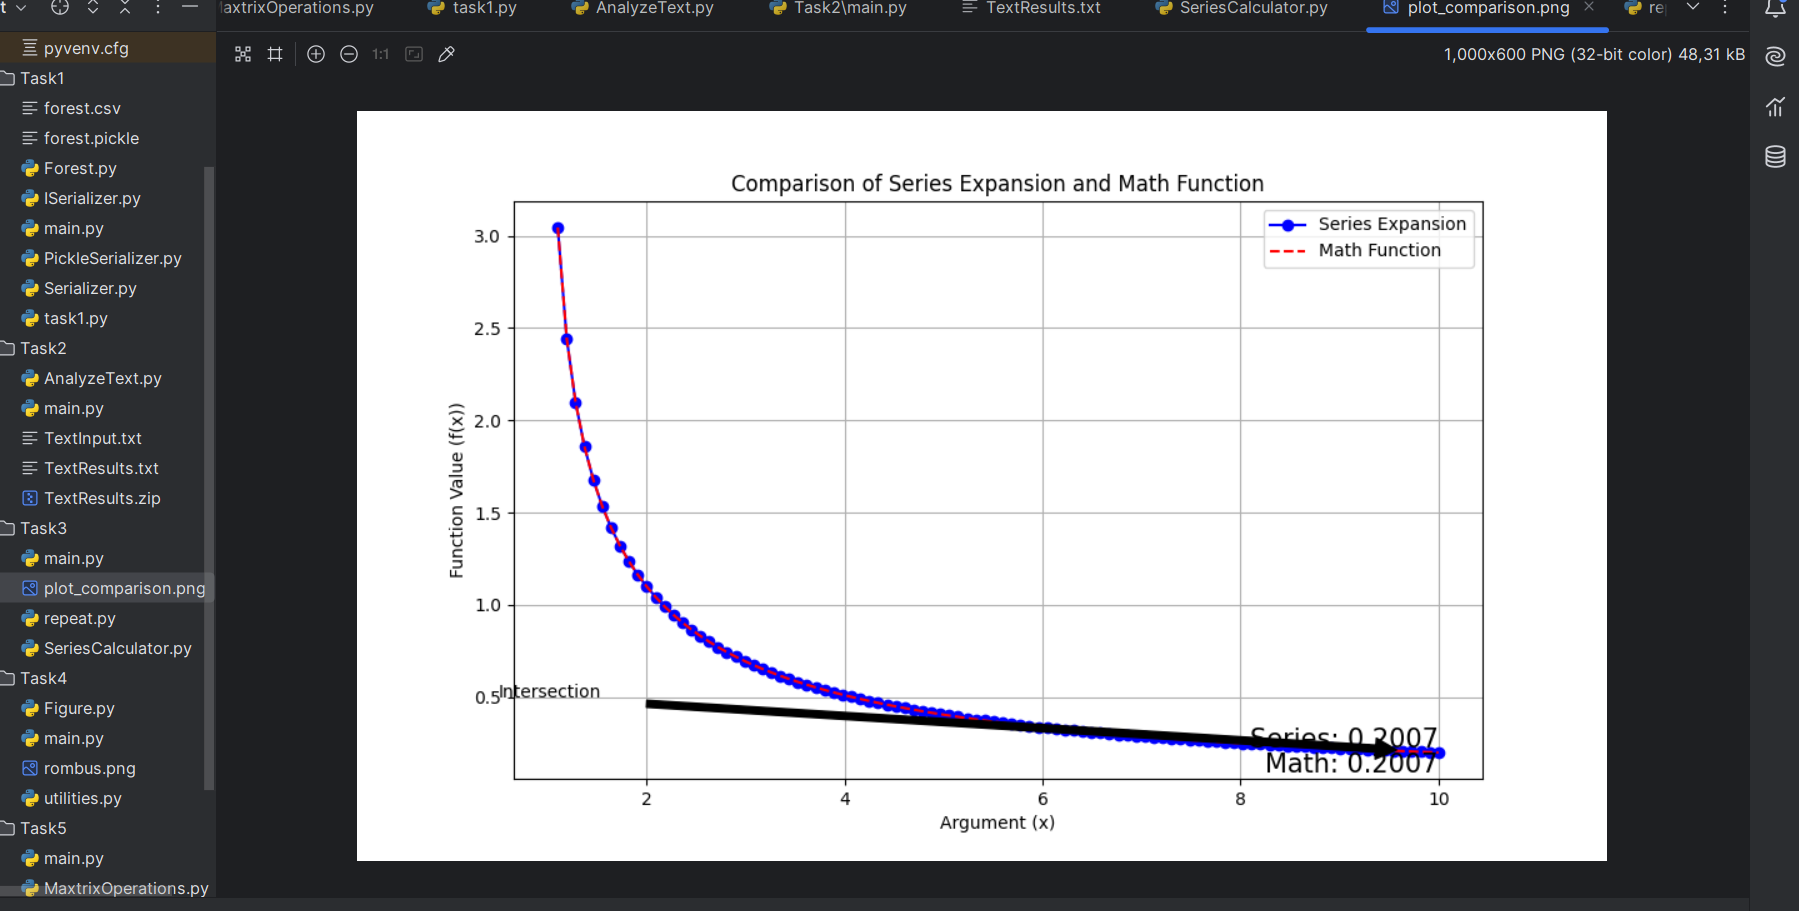 MaxtrixOperations.py
task1.py
AnalyzeText.py
Task2\main.py
TextResults.txt
SeriesCalculator.py
plot_comparison.png
1:1
1,000x600 PNG (32-bit color) 48,31 kB
pyvenv.cfg
Task1
forest.csv
forest.pickle
Forest.py
ISerializer.py
main.py
PickleSerializer.py
Serializer.py
task1.py
Task2
AnalyzeText.py
main.py
TextInput.txt
TextResults.txt
TextResults.zip
Task3
main.py
plot_comparison.png
repeat.py
SeriesCalculator.py
Task4
Figure.py
main.py
rombus.png
utilities.py
Task5
main.py
MaxtrixOperations.py
Comparison of Series Expansion and Math Function
Series Expansion
Math Function
Function Value (f(x))
3.0
2.5
2.0
1.5
1.0
0.5
Intersection
Series: 0.2007
Math: 0.2007
2
4
6
8
10
Argument (x)